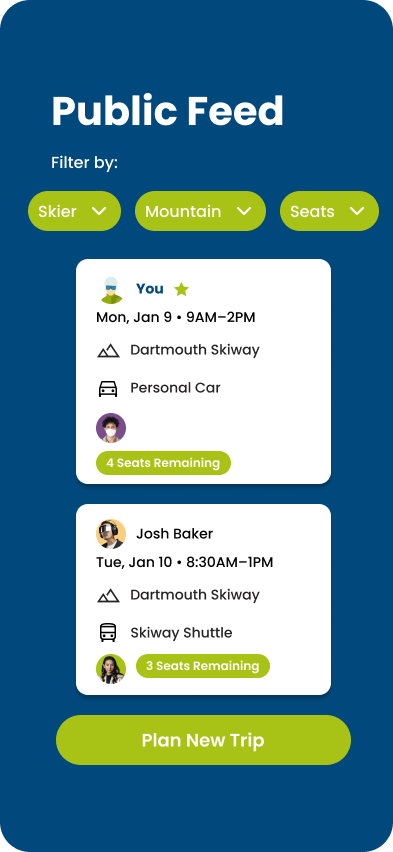 Public Feed
Filter by:
Skier Mountain Seats
You
Mon, Jan 9 • 9AM–2PM
Dartmouth Skiway
Personal Car
4 Seats Remaining
Josh Baker
Tue, Jan 10 • 8:30AM–1PM
Dartmouth Skiway
Skiway Shuttle
3 Seats Remaining
Plan New Trip